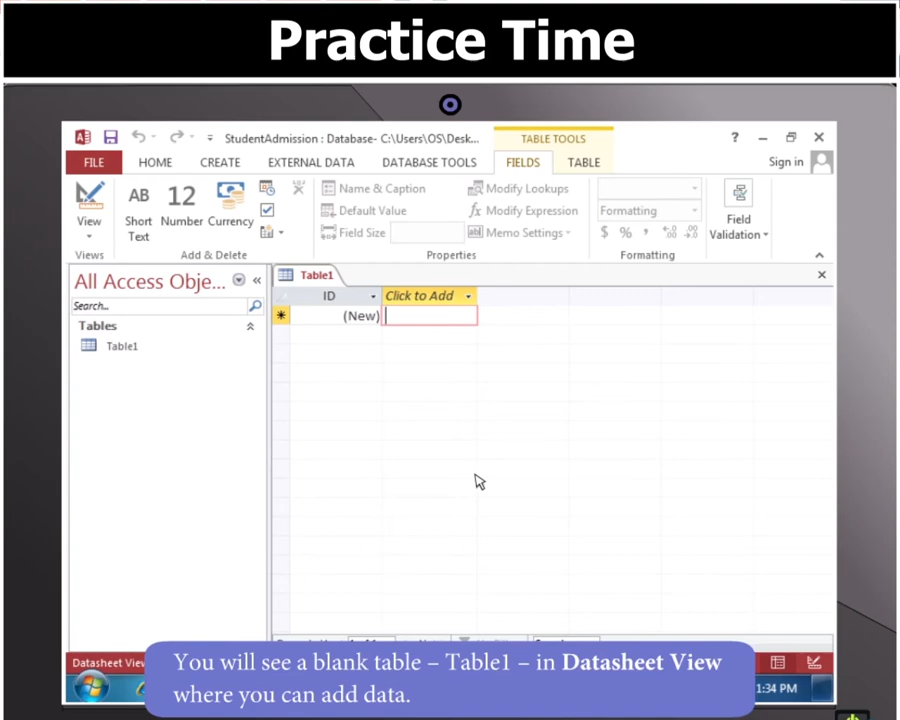 Practice Time
StudentAdmission : Database- C:\Users\OS\Desk...
TABLE TOOLS
?
FILE
HOME
CREATE
EXTERNAL DATA
DATABASE TOOLS
FIELDS
TABLE
Sign in
View
AB
Short
Text
12
Number
Currency
Name & Caption
Default Value
Field Size
Modify Lookups
fx Modify Expression
ab Memo Settings
Formatting
$ % ,
Field
Validation
Views
Add & Delete
Properties
Formatting
All Access Obje... «
Search...
Tables
Table1
Table1
ID
Click to Add
(New)
Datasheet View
1:34 PM
You will see a blank table – Table1 – in Datasheet View
where you can add data.